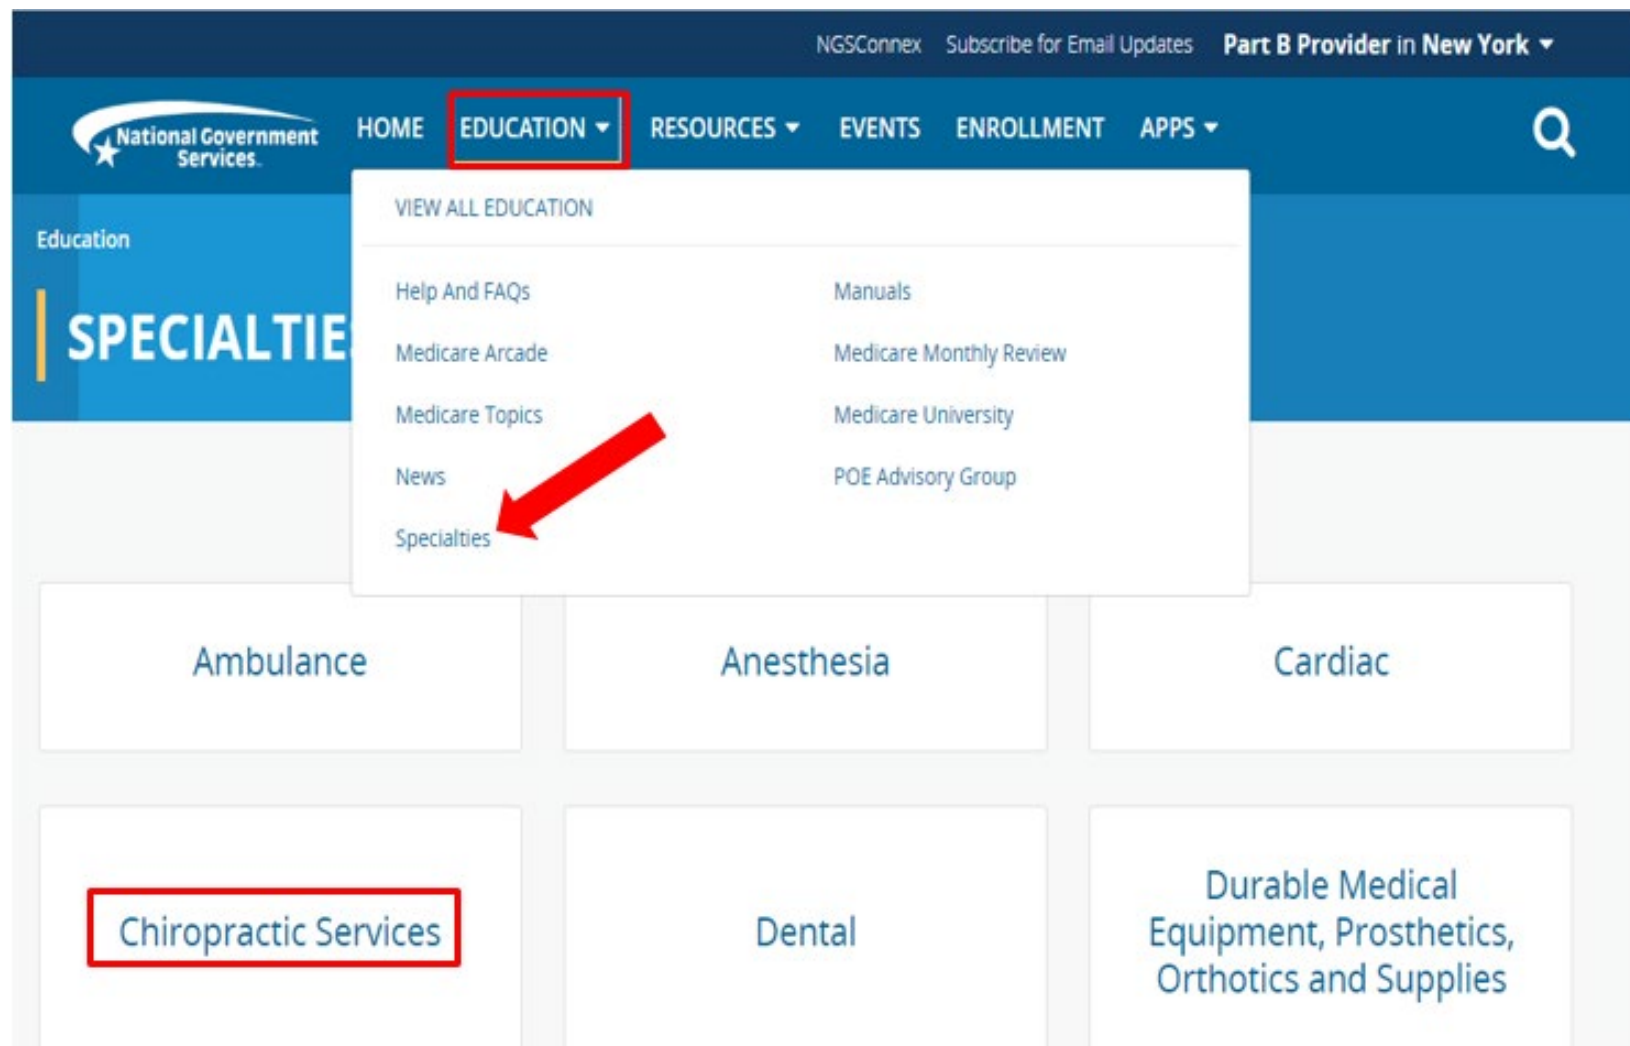 NGSConnex Subscribe for Email Updates Part B Provider in New York
National Government
Services.
HOME EDUCATION RESOURCES EVENTS ENROLLMENT APPS
VIEW ALL EDUCATION
Education
Help And FAQs Manuals
SPECIALTIE
Medicare Arcade Medicare Monthly Review
Medicare Topics Medicare University
News POE Advisory Group
Specialties
Ambulance Anesthesia Cardiac
Chiropractic Services
Dental
Durable Medical
Equipment, Prosthetics,
Orthotics and Supplies